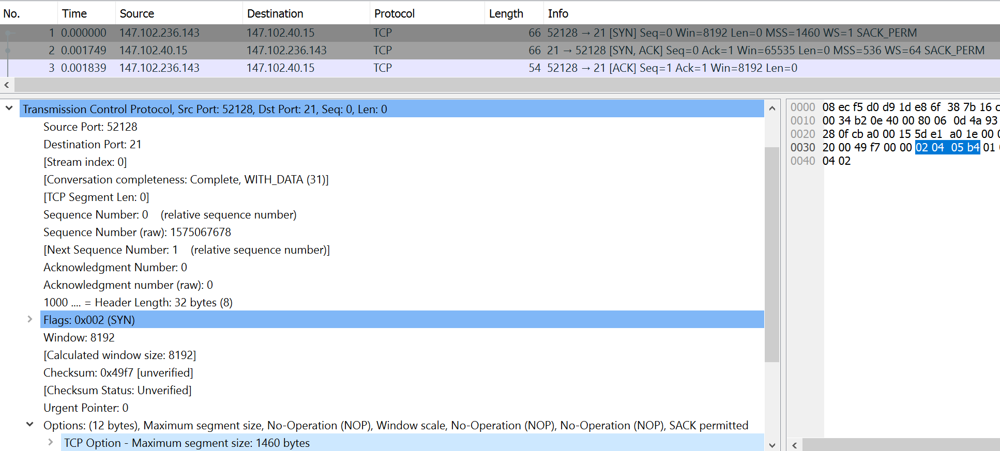 No. Time Source Destination Protocol Length Info
1 0.000000 147.102.236.143 147.102.40.15 TCP 66 52128 → 21 [SYN] Seq=0 Win=8192 Len=0 MSS=1460 WS=1 SACK_PERM
2 0.001749 147.102.40.15 147.102.236.143 TCP 66 21 → 52128 [SYN, ACK] Seq=0 Ack=1 Win=65535 Len=0 MSS=536 WS=64 SACK_PERM
3 0.001839 147.102.236.143 147.102.40.15 TCP 54 52128 → 21 [ACK] Seq=1 Ack=1 Win=8192 Len=0
Transmission Control Protocol, Src Port: 52128, Dst Port: 21, Seq: 0, Len: 0
Source Port: 52128
Destination Port: 21
[Stream index: 0]
[Conversation completeness: Complete, WITH_DATA (31)]
[TCP Segment Len: 0]
Sequence Number: 0 (relative sequence number)
Sequence Number (raw): 1575067678
[Next Sequence Number: 1 (relative sequence number)]
Acknowledgment Number: 0
Acknowledgment number (raw): 0
1000 .... = Header Length: 32 bytes (8)
Flags: 0x002 (SYN)
Window: 8192
[Calculated window size: 8192]
Checksum: 0x49f7 [unverified]
[Checksum Status: Unverified]
Urgent Pointer: 0
Options: (12 bytes), Maximum segment size, No-Operation (NOP), Window scale, No-Operation (NOP), No-Operation (NOP), SACK permitted
TCP Option - Maximum segment size: 1460 bytes
0000 08 ec f5 d0 d9 1d e8 6f 38 7b 16
0010 00 34 b2 0e 40 00 80 06 0d 4a 93
0020 28 0f cb a0 00 15 5d e1 a0 1e 00
0030 20 00 49 f7 00 00 02 04 05 b4 01
0040 04 02